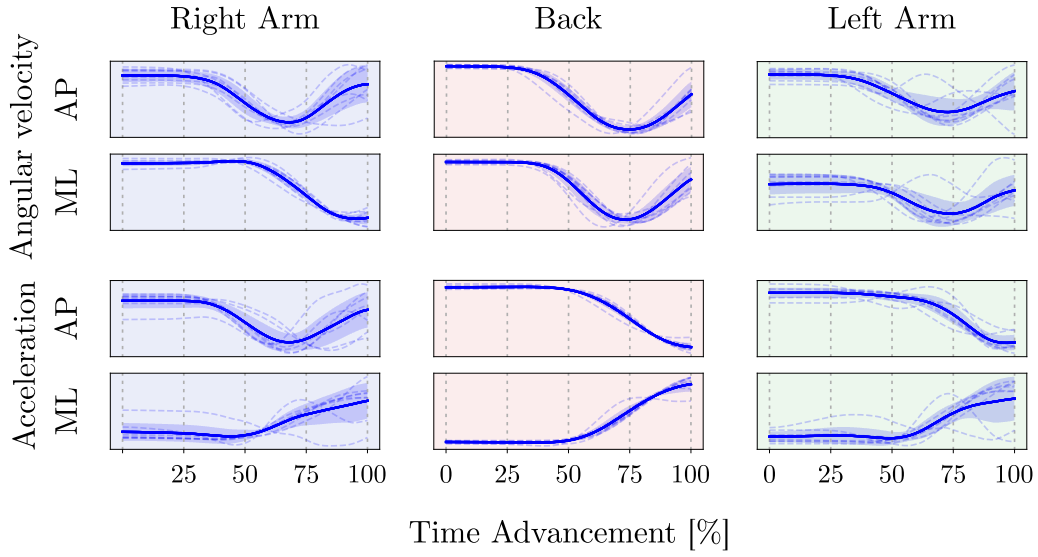 Right Arm Back Left Arm
Angular velocity
AP
ML
Acceleration
AP
ML
25 50 75 100 0 25 50 75 100 0 25 50 75 100
Time Advancement [%]